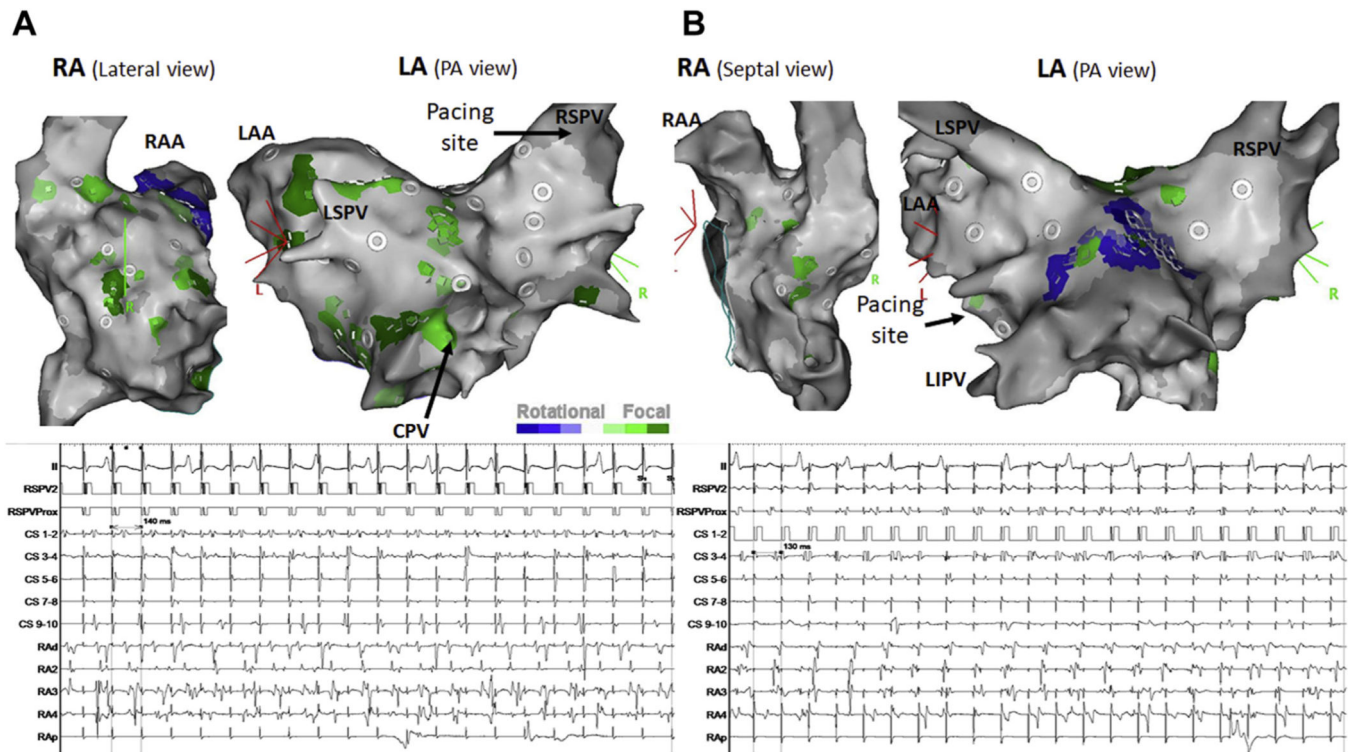 A
RA (Lateral view)
LA (PA view)
RAA
LAA
Pacing site
RSPV
LSPV
R
L
R
CPV
Rotational Focal
B
RA (Septal view)
LA (PA view)
RAA
LSPV
RSPV
LAA
R
L
R
Pacing site
LIPV
II
RSPV2
RSPVProx
140 ms
CS 1-2
CS 3-4
CS 5-6
CS 7-8
CS 9-10
RAd
RA2
RA3
RA4
RAp
II
RSPV2
RSPVProx
CS 1-2
130 ms
CS 3-4
CS 5-6
CS 7-8
CS 9-10
RAd
RA2
RA3
RA4
RAp